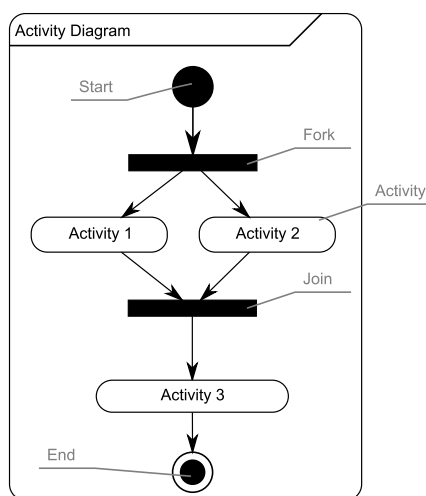 Activity Diagram
Start
Fork
Activity
Activity 1
Activity 2
Join
Activity 3
End